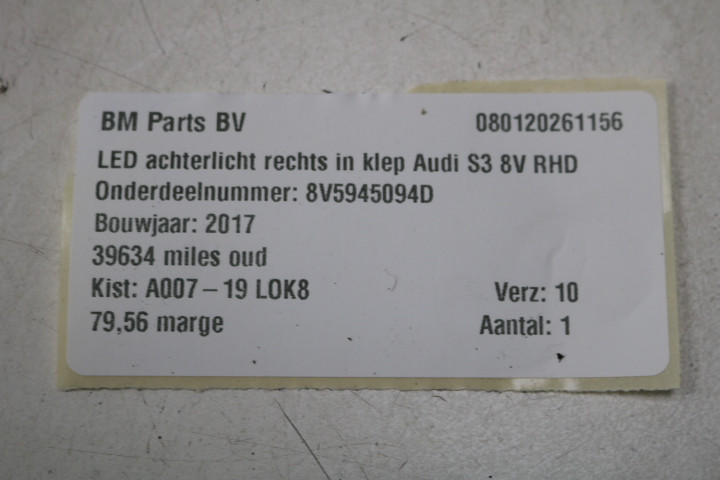 BM Parts BV 080120261156
LED achterlicht rechts in klep Audi S3 8V RHD
Onderdeelnummer: 8V5945094D
Bouwjaar: 2017
39634 miles oud
Kist: A007 – 19 LOK8 Verz: 10
79,56 marge Aantal: 1